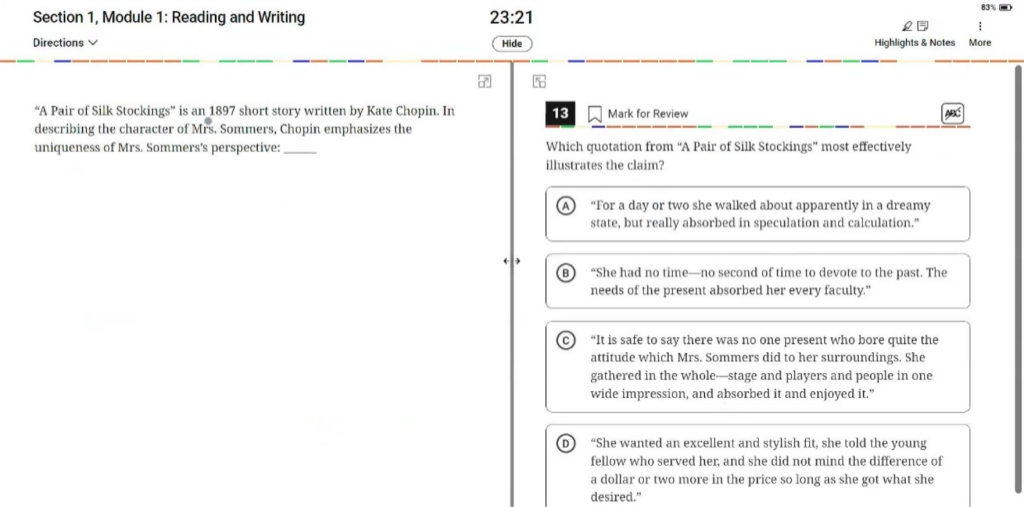 Section 1, Module 1: Reading and Writing
23:21
83%
Directions
Hide
Highlights & Notes
More
"A Pair of Silk Stockings" is an 1897 short story written by Kate Chopin. In
describing the character of Mrs. Sommers, Chopin emphasizes the
uniqueness of Mrs. Sommers's perspective: ______
13
Mark for Review
ABC
Which quotation from "A Pair of Silk Stockings" most effectively
illustrates the claim?
A
"For a day or two she walked about apparently in a dreamy
state, but really absorbed in speculation and calculation."
B
"She had no time—no second of time to devote to the past. The
needs of the present absorbed her every faculty."
C
"It is safe to say there was no one present who bore quite the
attitude which Mrs. Sommers did to her surroundings. She
gathered in the whole—stage and players and people in one
wide impression, and absorbed it and enjoyed it."
D
"She wanted an excellent and stylish fit, she told the young
fellow who served her, and she did not mind the difference of
a dollar or two more in the price so long as she got what she
desired."